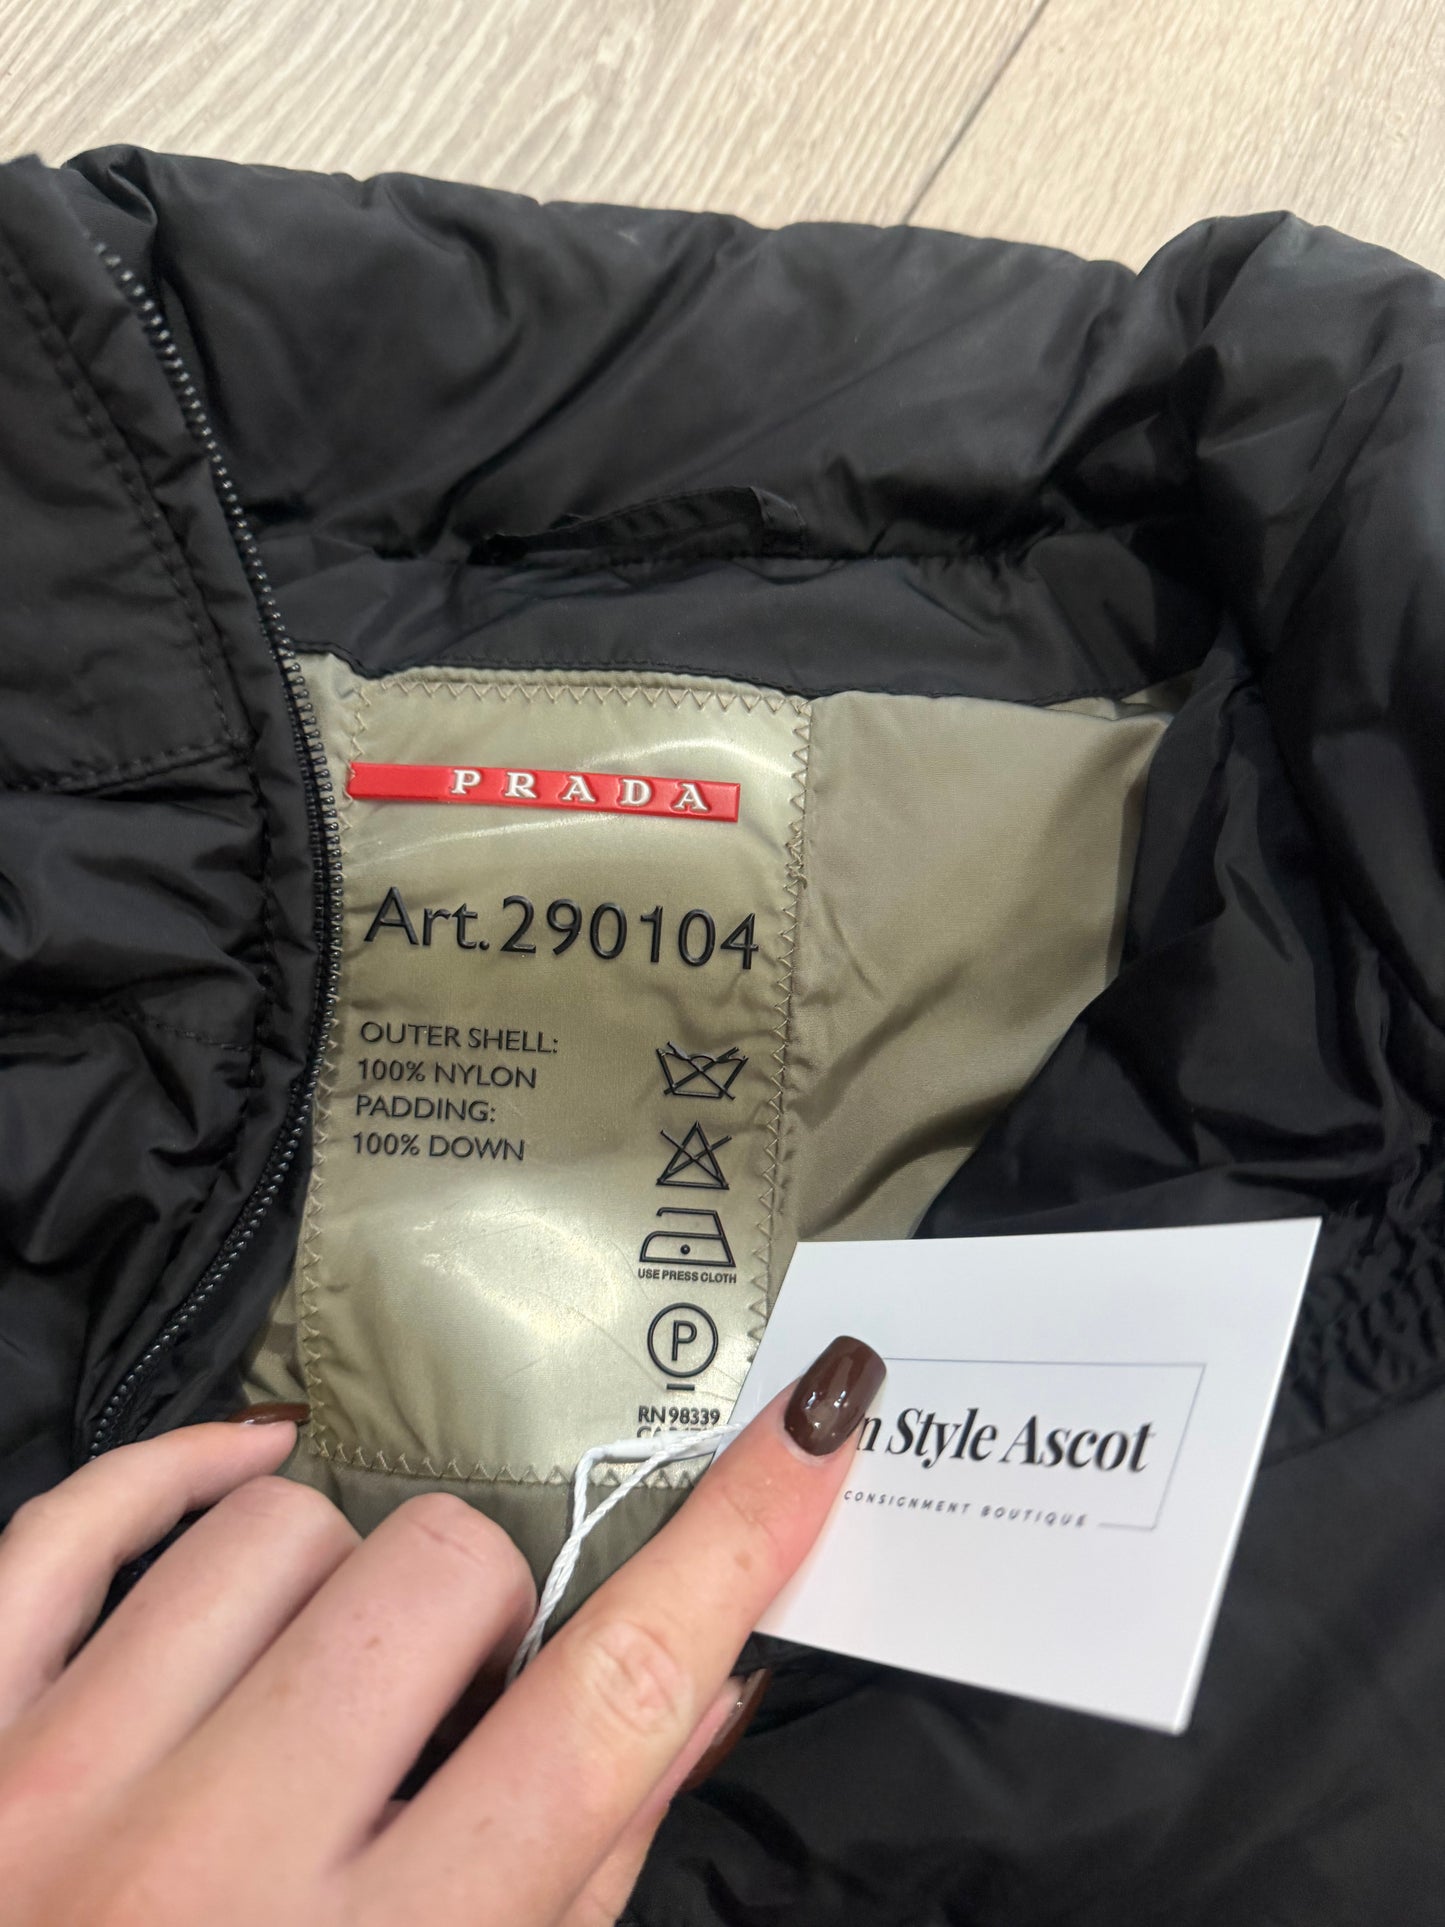 PRADA
Art.290104
OUTER SHELL:
100% NYLON
PADDING:
100% DOWN
USE PRESS CLOTH
P
RN 98339
Style Ascot
CONSIGNMENT BOUTIQUE